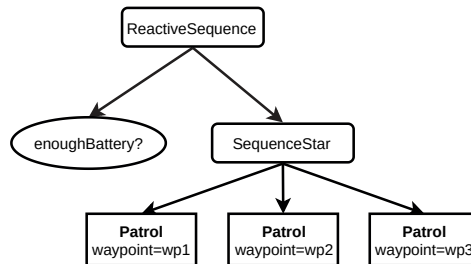 ReactiveSequence
enoughBattery?
SequenceStar
Patrol
waypoint=wp1
Patrol
waypoint=wp2
Patrol
waypoint=wp3